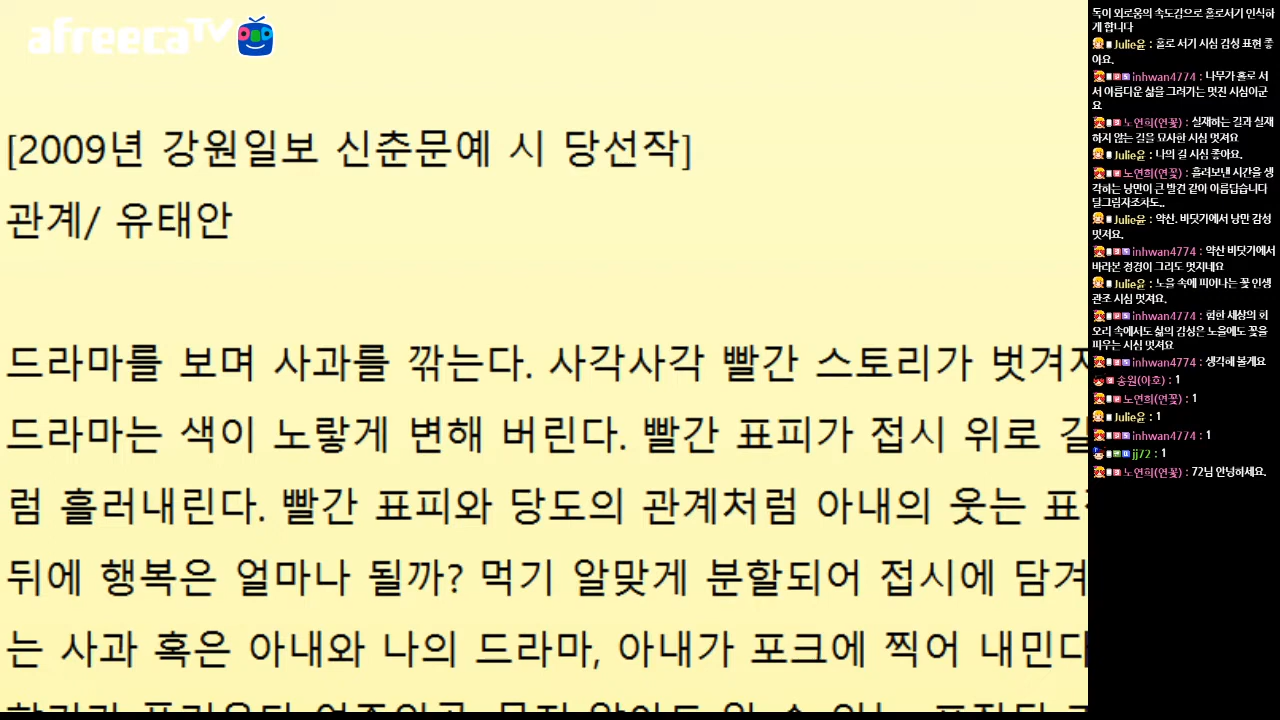 afreecaTV
[2009년 강원일보 신춘문예 시 당선작]
관계/ 유태안
드라마를 보며 사과를 깎는다. 사각사각 빨간 스토리가 벗겨지
드라마는 색이 노랗게 변해 버린다. 빨간 표피가 접시 위로 길
럼 흘러내린다. 빨간 표피와 당도의 관계처럼 아내의 웃는 표정
뒤에 행복은 얼마나 될까? 먹기 알맞게 분할되어 접시에 담겨
는 사과 혹은 아내와 나의 드라마, 아내가 포크에 찍어 내민다
독이 외로움의 속도감으로 홀로서기 인식하
게 합니다
Julie윤 : 홀로 서기 시심 감성 표현 좋
아요.
inhwan4774 : 나무가 홀로 서
서 아름다운 삶을 그려가는 멋진 시심이군
요
노연희(연꽃) : 실재하는 길과 실재
하지 않는 길을 묘사한 시심 멋져요
Julie윤 : 나의 길 시심 좋아요.
노연희(연꽃) : 흘려보낸 시간을 생
각하는 낭만이 큰 발견 같이 아름답습니다
달그림자조차도..
Julie윤 : 약산. 비닷가에서 낭만 감성
멋져요.
inhwan4774 : 약산 비닷가에서
바라본 정경이 그리도 멋지네요
Julie윤 : 노을 속에 피어나는 꽃 인생
관조 시심 멋져요.
inhwan4774 : 험한 세상의 회
오리 속에서도 삶의 감성은 노을에도 꽃을
피우는 시심 멋져요
inhwan4774 : 생각해 볼게요
송원(이호) : 1
노연희(연꽃) : 1
Julie윤 : 1
inhwan4774 : 1
jj72 : 1
노연희(연꽃) : 72님 안녕하세요.